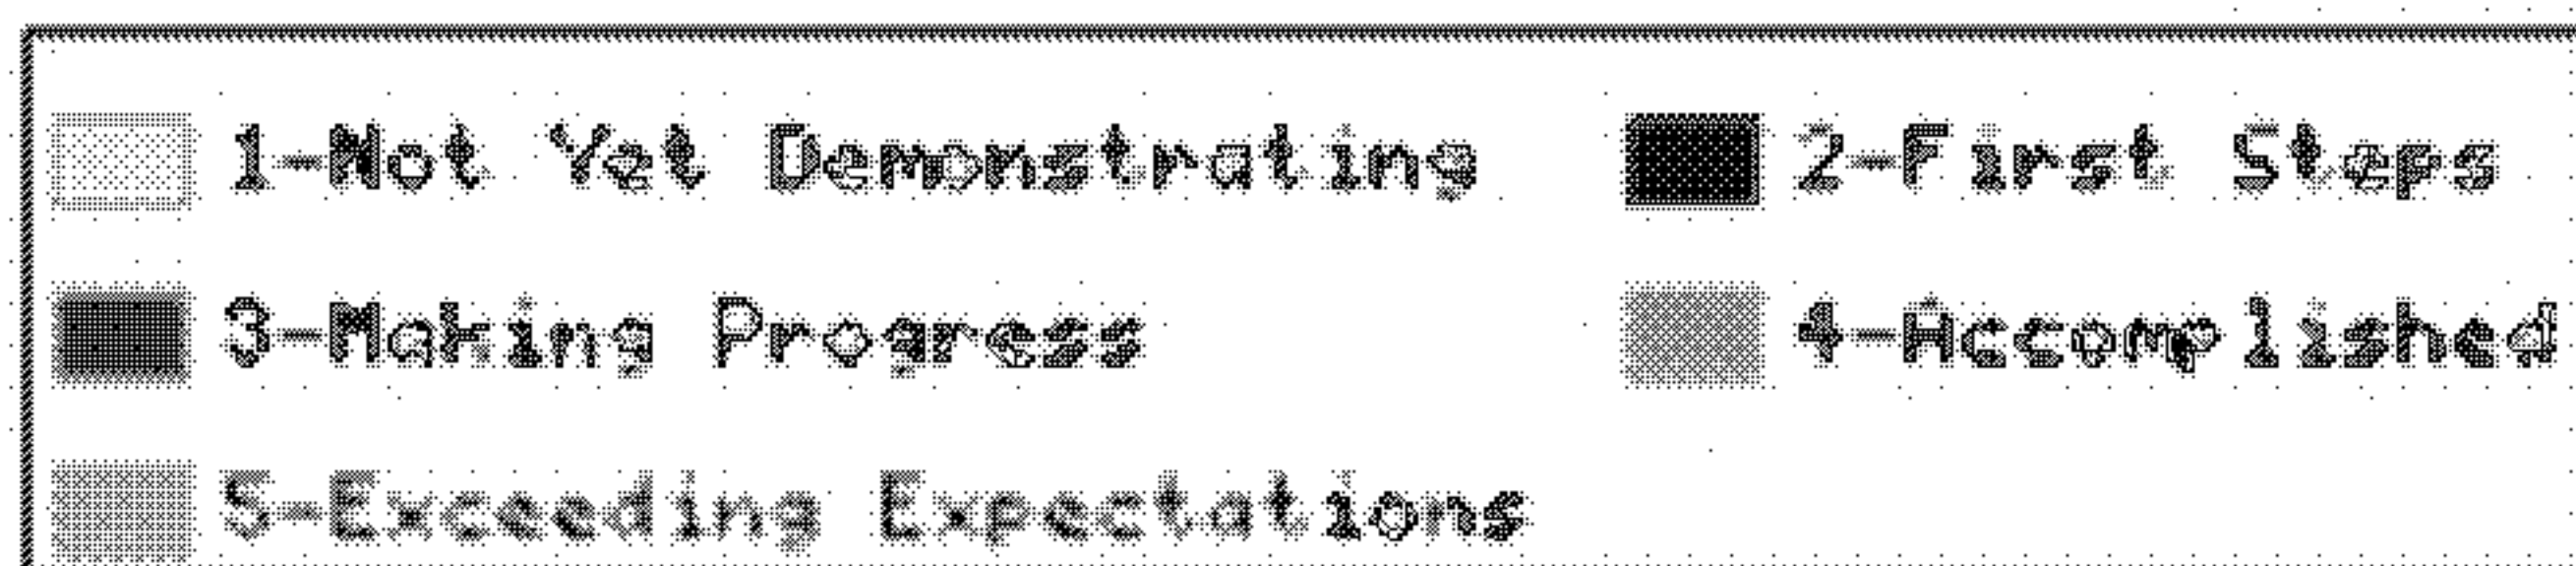 1-Not Yet Demonstrating 2-First Steps
3-Making Progress 4-Accomplished
5-Exceeding Expectations